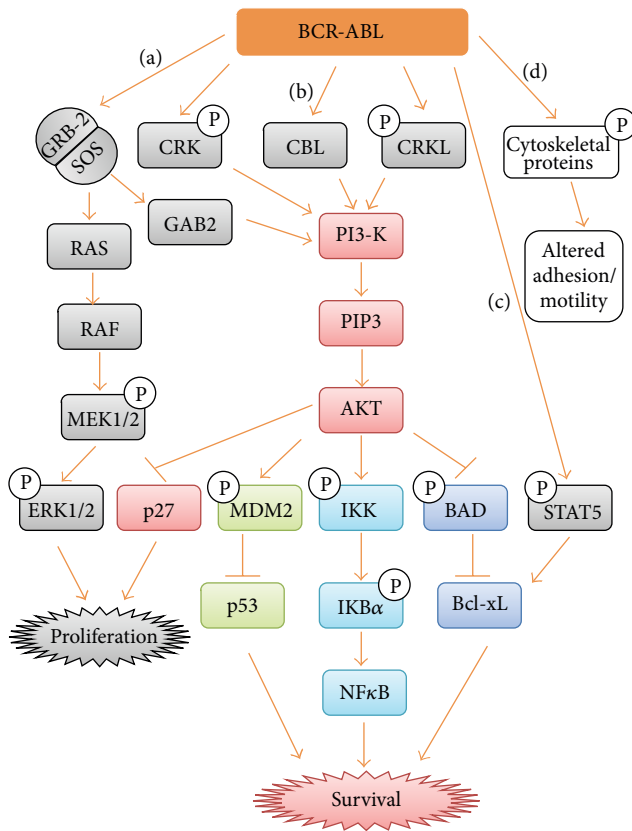 BCR-ABL
(a)
(b)
(d)
GRB-2
SOS
P
CRK
CBL
P
CRKL
P
Cytoskeletal
proteins
GAB2
RAS
PI3-K
Altered
adhesion/
motility
(c)
RAF
PIP3
P
MEK1/2
AKT
P
ERK1/2
p27
P
MDM2
P
IKK
P
BAD
P
STAT5
p53
P
IKBα
Bcl-xL
Proliferation
NFκB
Survival